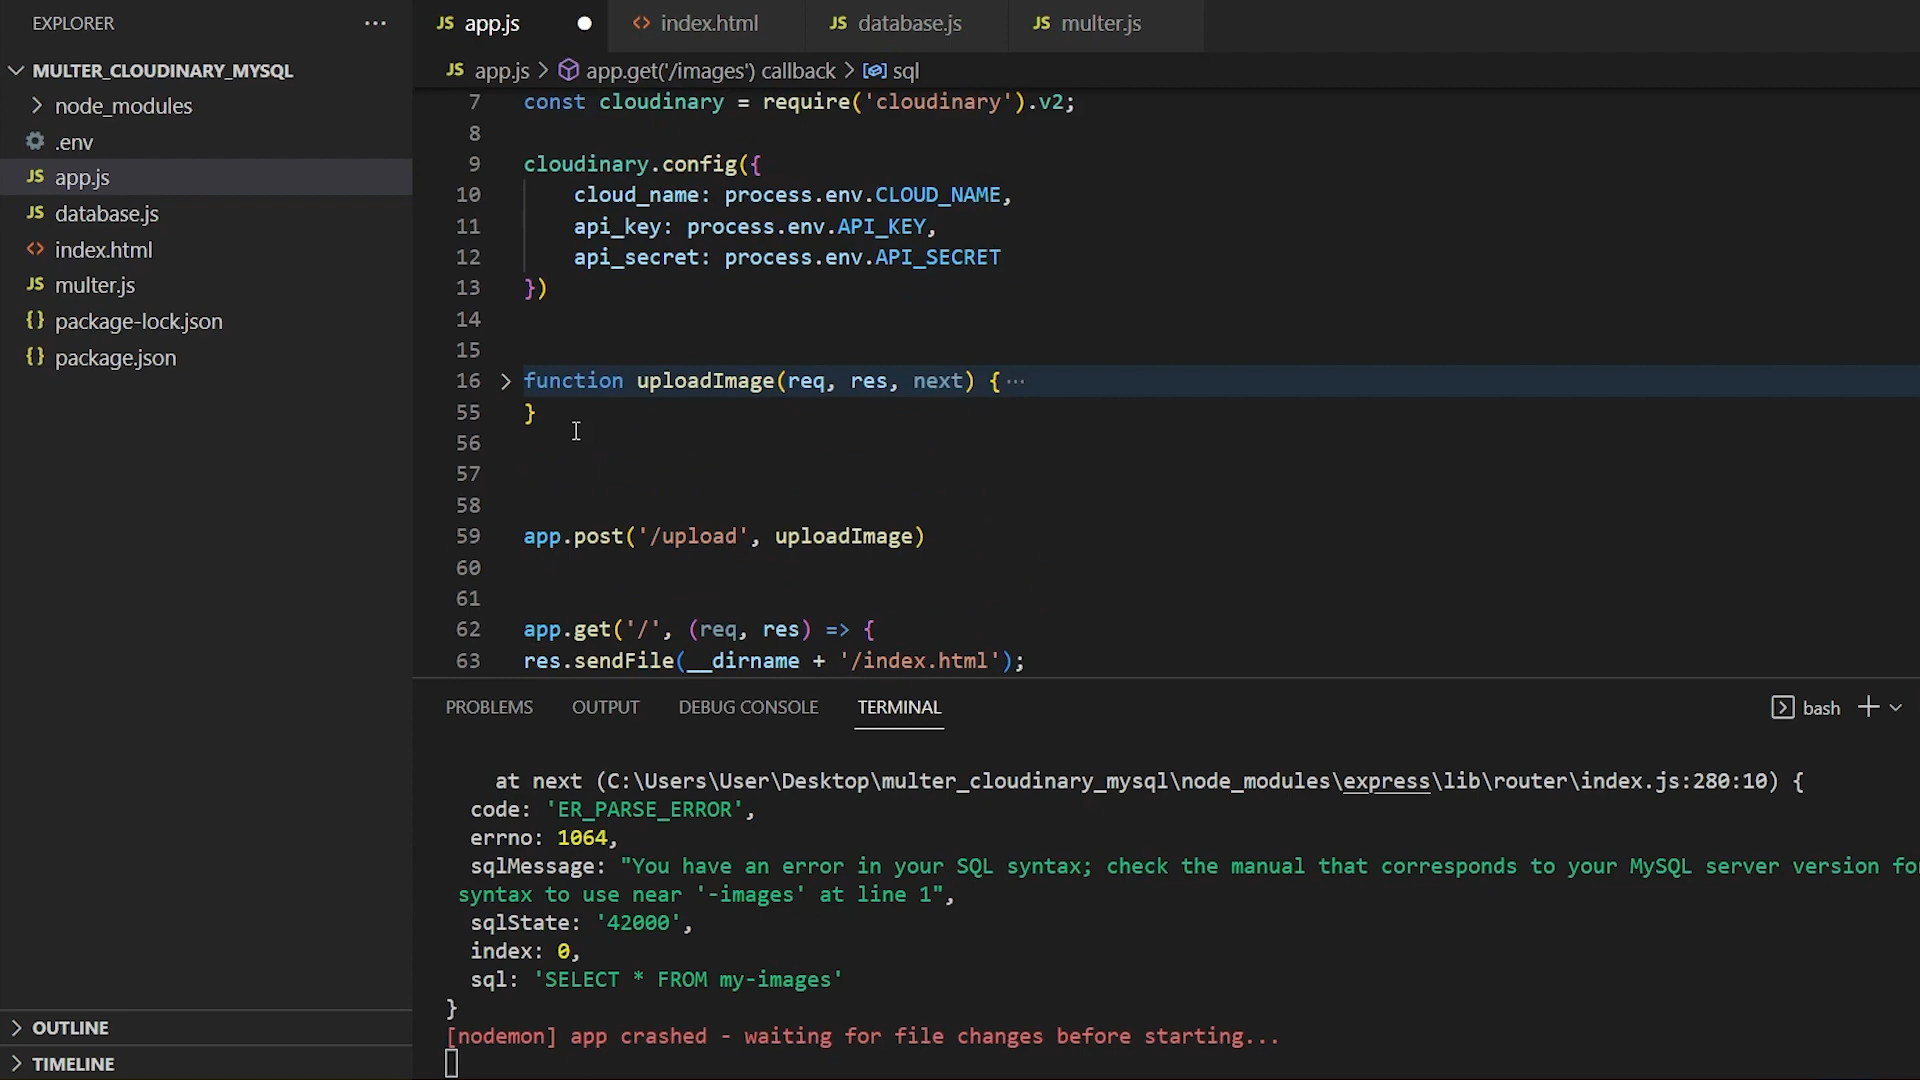 EXPLORER
MULTER_CLOUDINARY_MYSQL
node_modules
.env
JS app.js
JS database.js
<> index.html
JS multer.js
{} package-lock.json
{} package.json
OUTLINE
TIMELINE
JS app.js
<> index.html
JS database.js
JS multer.js
JS app.js > app.get('/images') callback > sql
7 const cloudinary = require('cloudinary').v2;
8
9 cloudinary.config({
10 cloud_name: process.env.CLOUD_NAME,
11 api_key: process.env.API_KEY,
12 api_secret: process.env.API_SECRET
13 })
14
15
16 > function uploadImage(req, res, next) {···
55 }
56
57
58
59 app.post('/upload', uploadImage)
60
61
62 app.get('/', (req, res) => {
63 res.sendFile(__dirname + '/index.html');
PROBLEMS OUTPUT DEBUG CONSOLE TERMINAL
bash
at next (C:\Users\User\Desktop\multer_cloudinary_mysql\node_modules\express\lib\router\index.js:280:10) {
code: 'ER_PARSE_ERROR',
errno: 1064,
sqlMessage: "You have an error in your SQL syntax; check the manual that corresponds to your MySQL server version for
syntax to use near '-images' at line 1",
sqlState: '42000',
index: 0,
sql: 'SELECT * FROM my-images'
}
[nodemon] app crashed - waiting for file changes before starting...